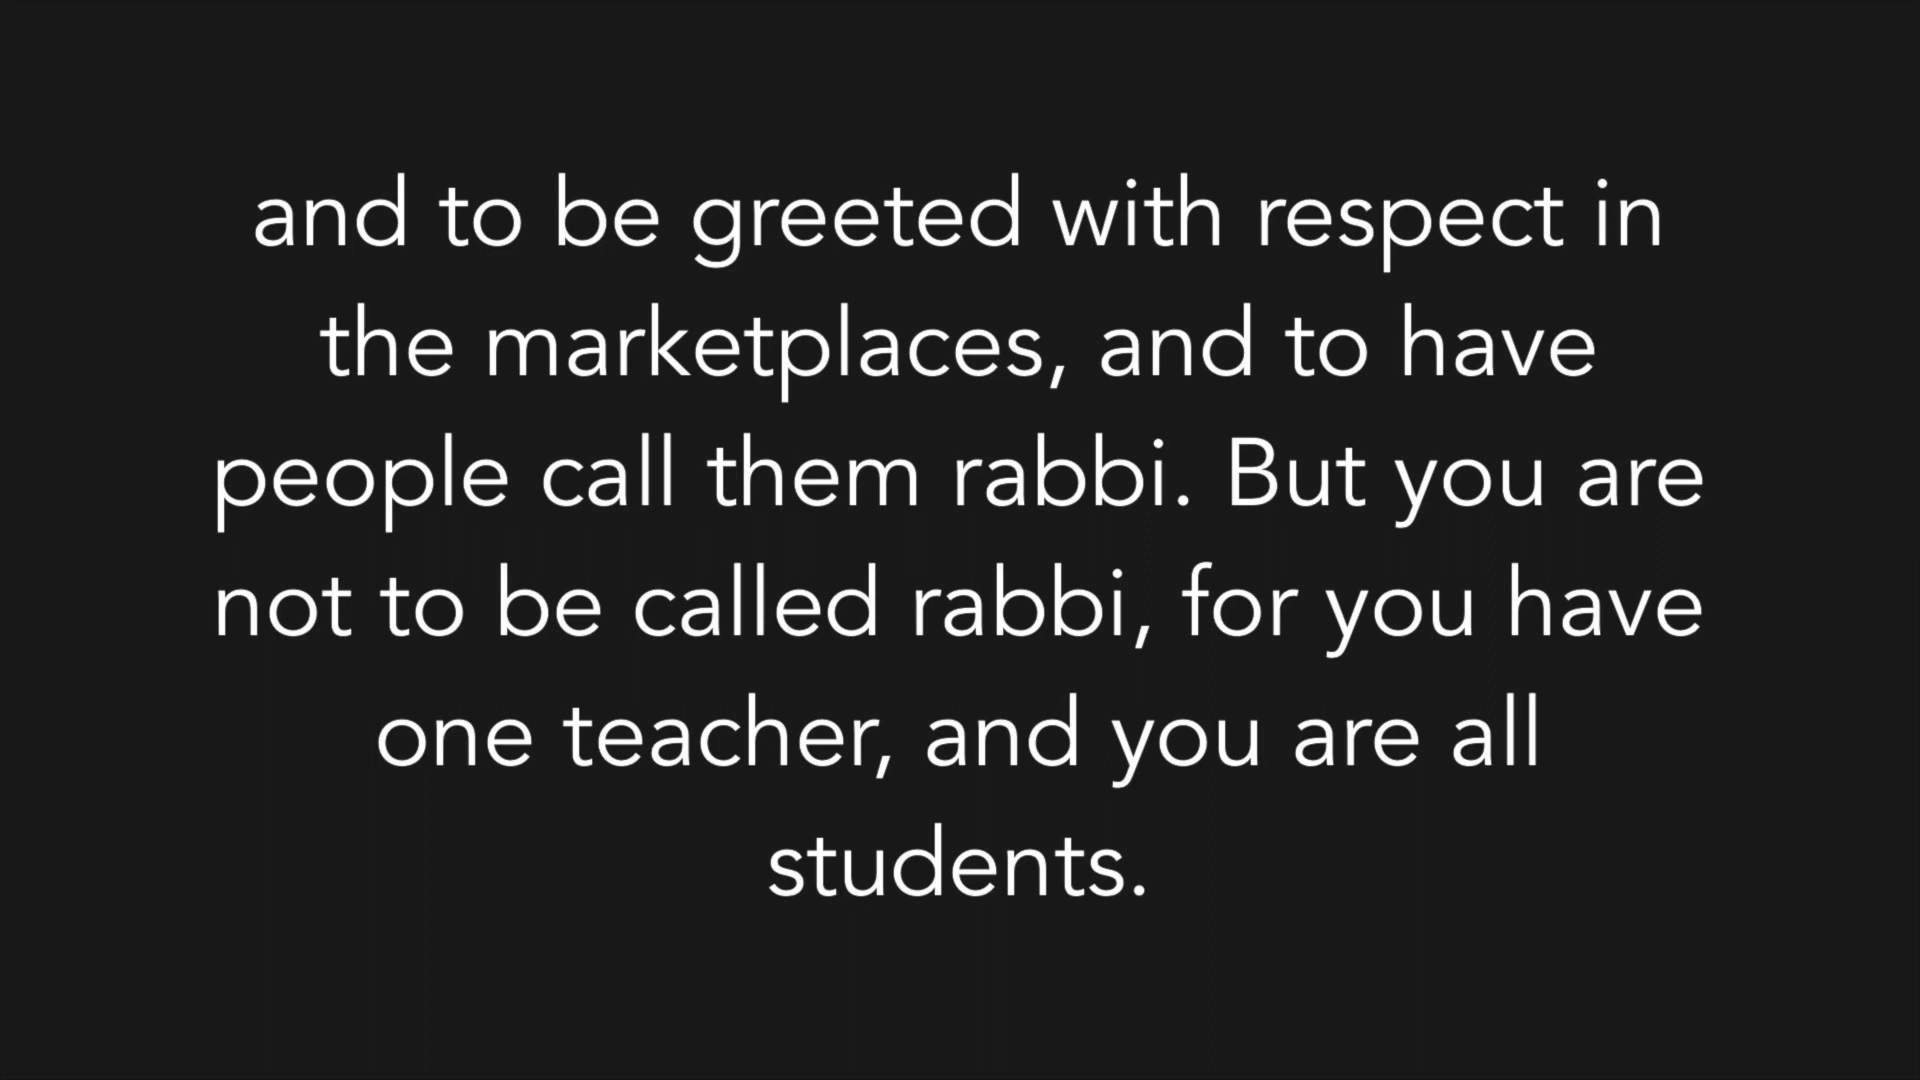 and to be greeted with respect in
the marketplaces, and to have
people call them rabbi. But you are
not to be called rabbi, for you have
one teacher, and you are all
students.